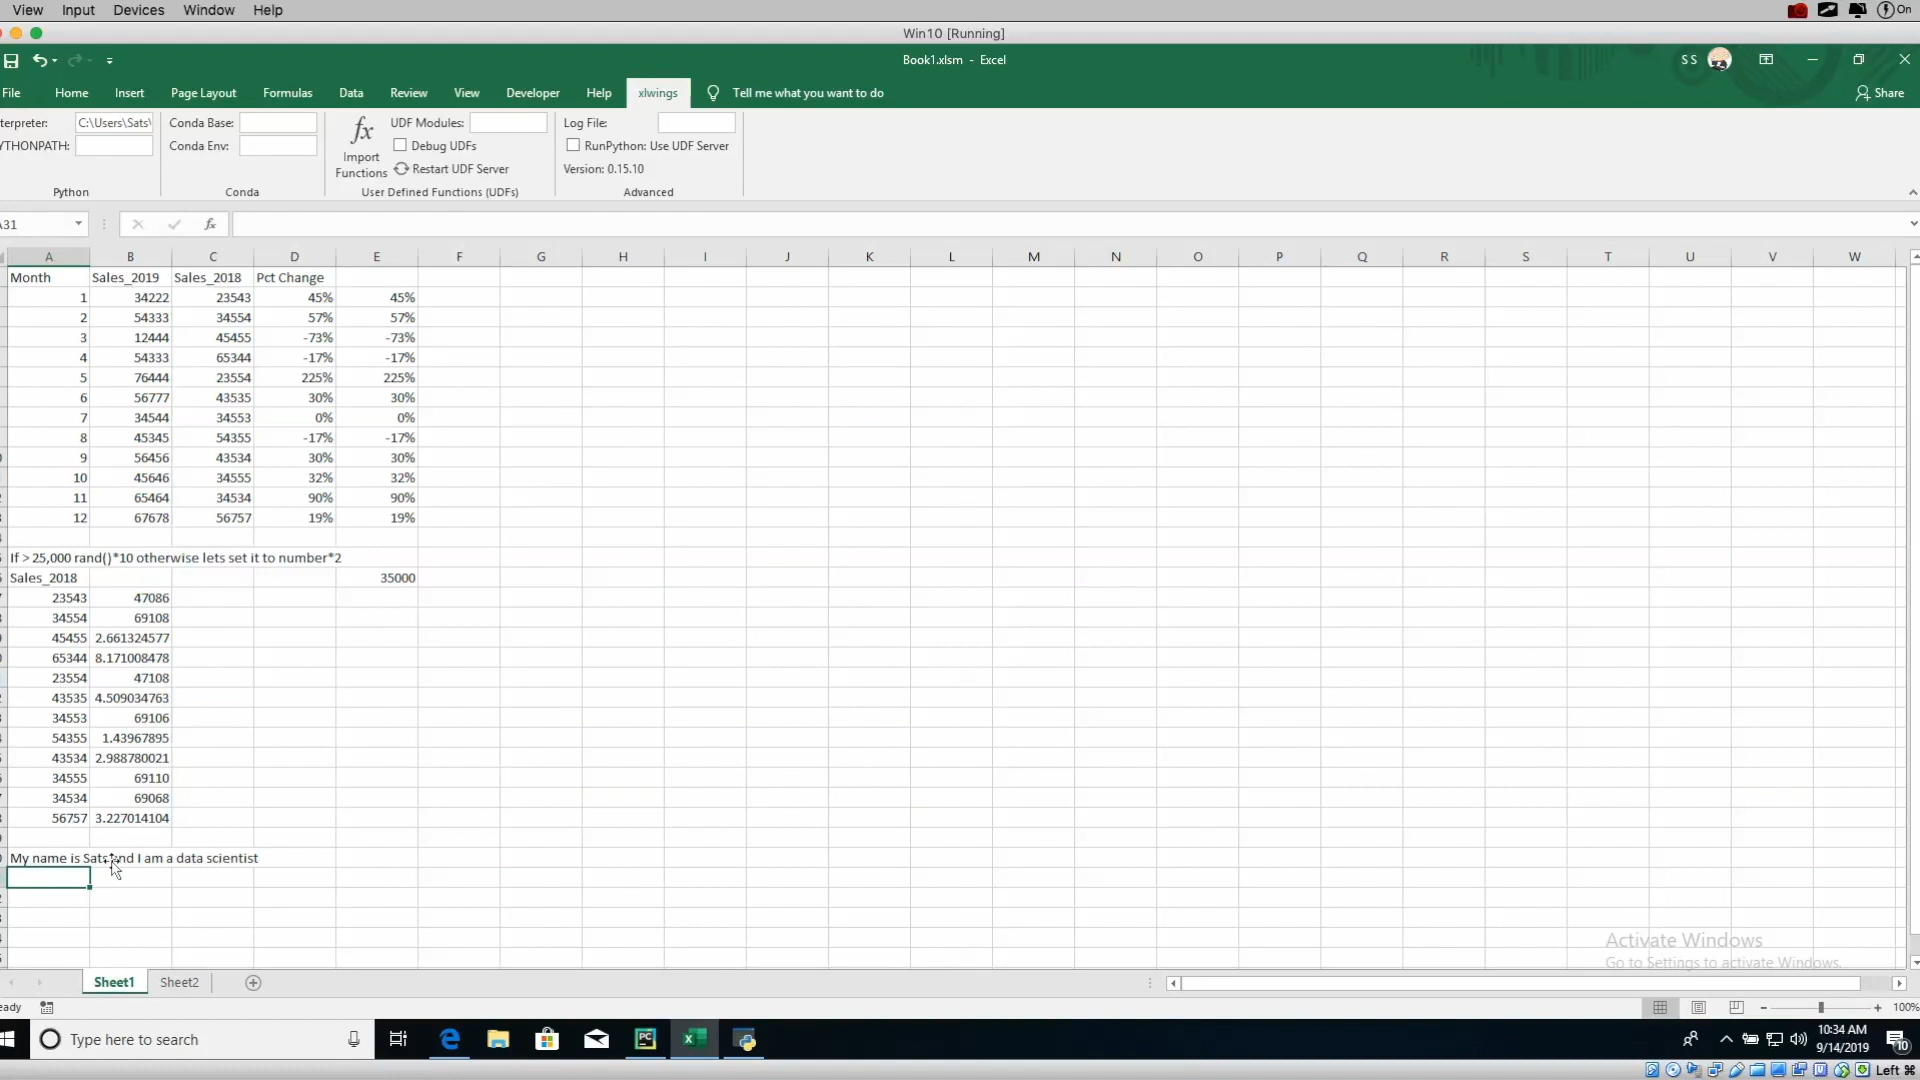 View Input Devices Window Help On
Win10 [Running]
Book1.xlsm - Excel S S
File Home Insert Page Layout Formulas Data Review View Developer Help xlwings Tell me what you want to do Share
terpreter: C:\Users\Sats\ Conda Base: UDF Modules: Log File:
YTHONPATH: Conda Env: fx Import Functions Debug UDFs RunPython: Use UDF Server
Restart UDF Server Version: 0.15.10
Python Conda User Defined Functions (UDFs) Advanced
A31 fx
A B C D E F G H I J K L M N O P Q R S T U V W
Month Sales_2019 Sales_2018 Pct Change
1 34222 23543 45% 45%
2 54333 34554 57% 57%
3 12444 45455 -73% -73%
4 54333 65344 -17% -17%
5 76444 23554 225% 225%
6 56777 43535 30% 30%
7 34544 34553 0% 0%
8 45345 54355 -17% -17%
9 56456 43534 30% 30%
10 45646 34555 32% 32%
11 65464 34534 90% 90%
12 67678 56757 19% 19%
If > 25,000 rand()*10 otherwise lets set it to number*2
Sales_2018 35000
23543 47086
34554 69108
45455 2.661324577
65344 8.171008478
23554 47108
43535 4.509034763
34553 69106
54355 1.43967895
43534 2.988780021
34555 69110
34534 69068
56757 3.227014104
My name is Sats and I am a data scientist
Activate Windows
Go to Settings to activate Windows.
Sheet1 Sheet2
eady 100%
Type here to search 10:34 AM
9/14/2019 10
Left ⌘